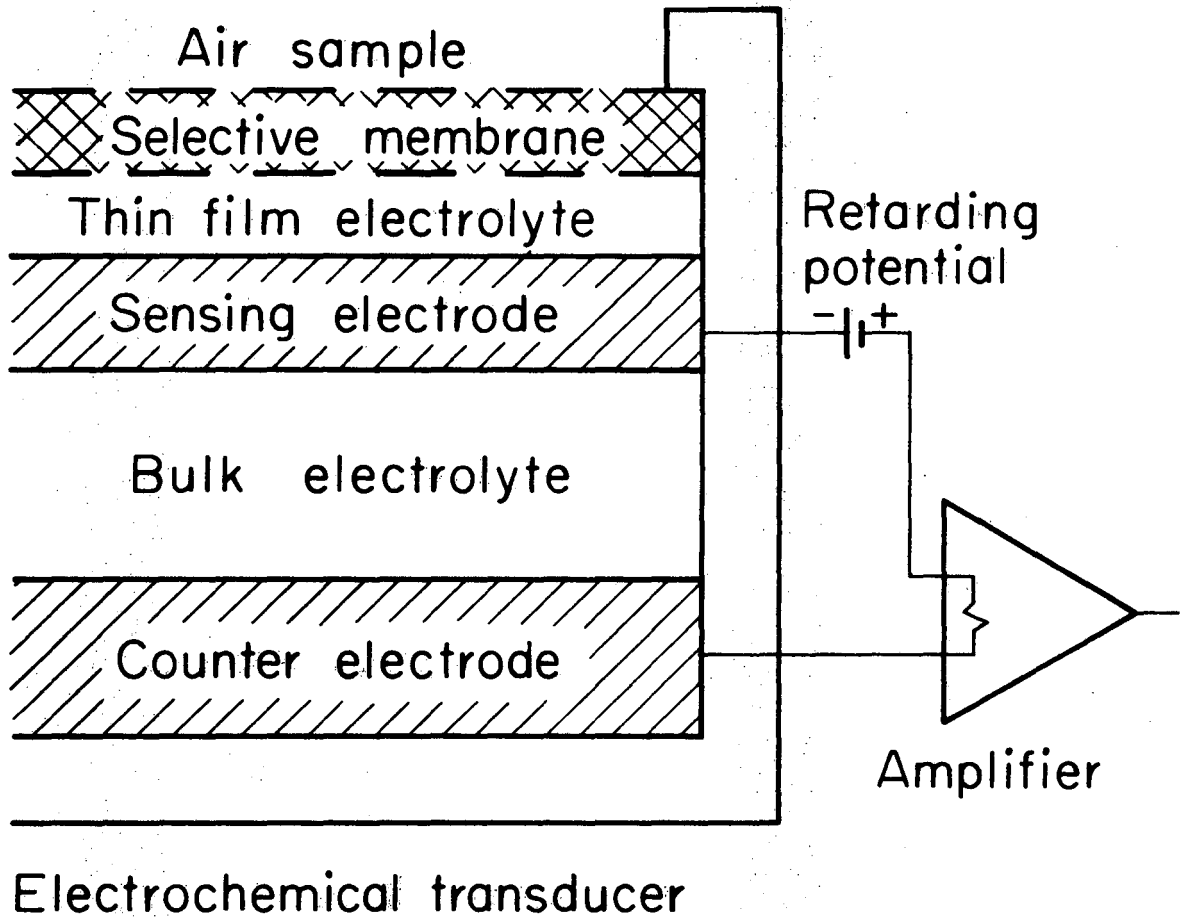 Air sample
Selective membrane
Thin film electrolyte
Retarding
potential
Sensing electrode
- +
Bulk electrolyte
Counter electrode
Amplifier
Electrochemical transducer